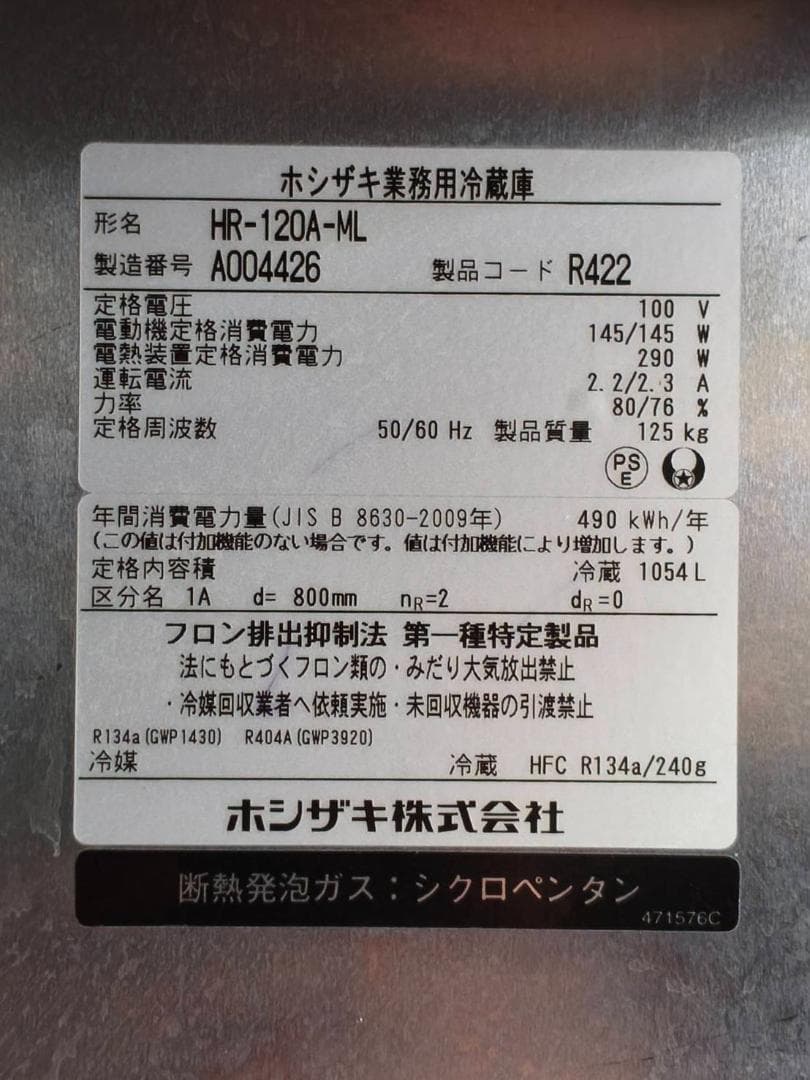 ホシザキ業務用冷蔵庫
形名 HR-120A-ML
製造番号 A004426 製品コード R422
定格電圧 100 V
電動機定格消費電力 145/145 W
電熱装置定格消費電力 290 W
運転電流 2.2/2.3 A
力率 80/76 %
定格周波数 50/60 Hz 製品質量 125 kg
PS
E
年間消費電力量(JIS B 8630-2009年) 490 kWh/年
(この値は付加機能のない場合です。値は付加機能により増加します。)
定格内容積 冷蔵 1054 L
区分名 1A d= 800mm nR=2 dR=0
フロン排出抑制法 第一種特定製品
法にもとづくフロン類の・みだり大気放出禁止
・冷媒回収業者へ依頼実施・未回収機器の引渡禁止
R134a(GWP1430) R404A(GWP3920)
冷媒 冷蔵 HFC R134a/240g
ホシザキ株式会社
断熱発泡ガス：シクロペンタン
471576C